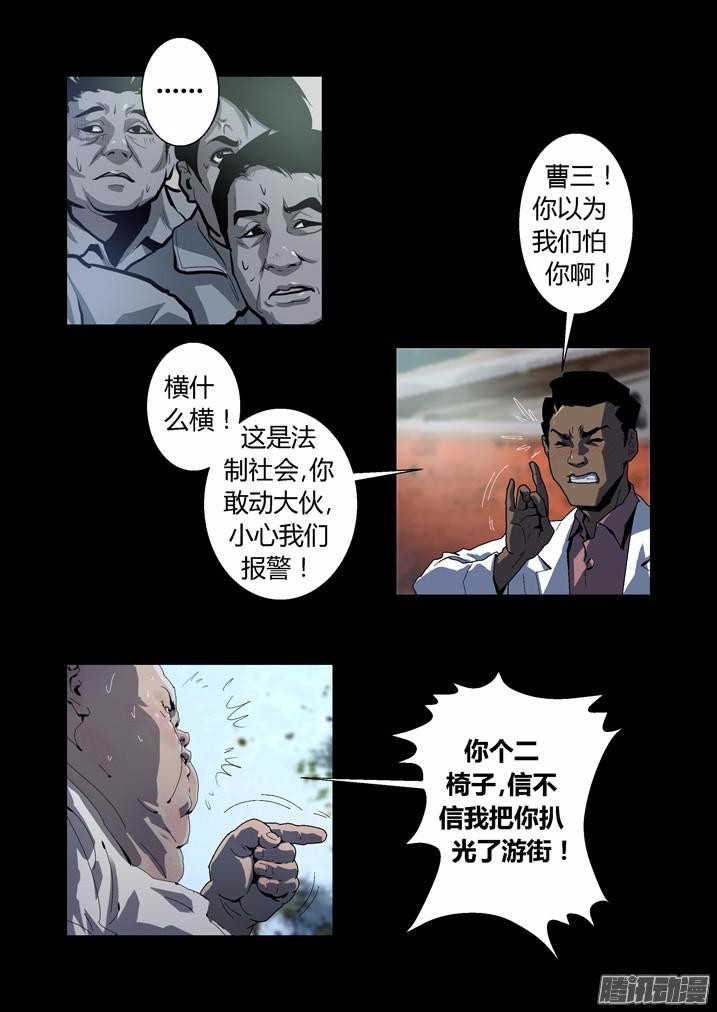 ……
曹三！
你以为
我们怕
你啊！
横什
么横！
这是法
制社会，你
敢动大伙，
小心我们
报警！
你个二
椅子，信不
信我把你扒
光了游街！
腾讯动漫